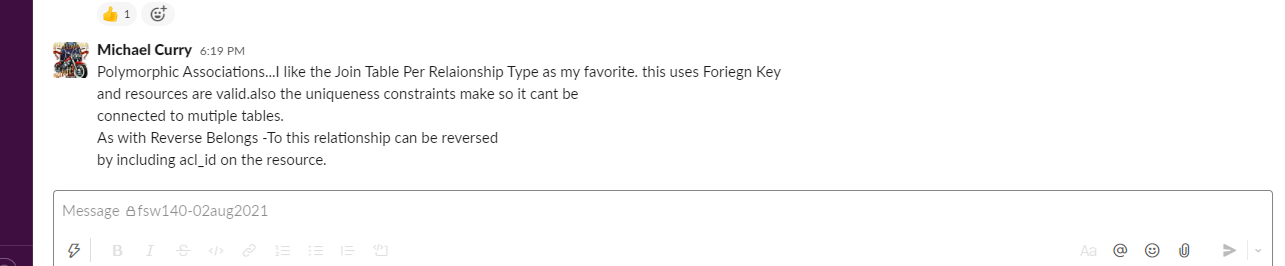 1
Michael Curry 6:19 PM
Polymorphic Associations...I like the Join Table Per Relaionship Type as my favorite. this uses Foriegn Key
and resources are valid.also the uniqueness constraints make so it cant be
connected to mutiple tables.
As with Reverse Belongs -To this relationship can be reversed
by including acl_id on the resource.
Message fsw140-02aug2021
B I S </> Aa @